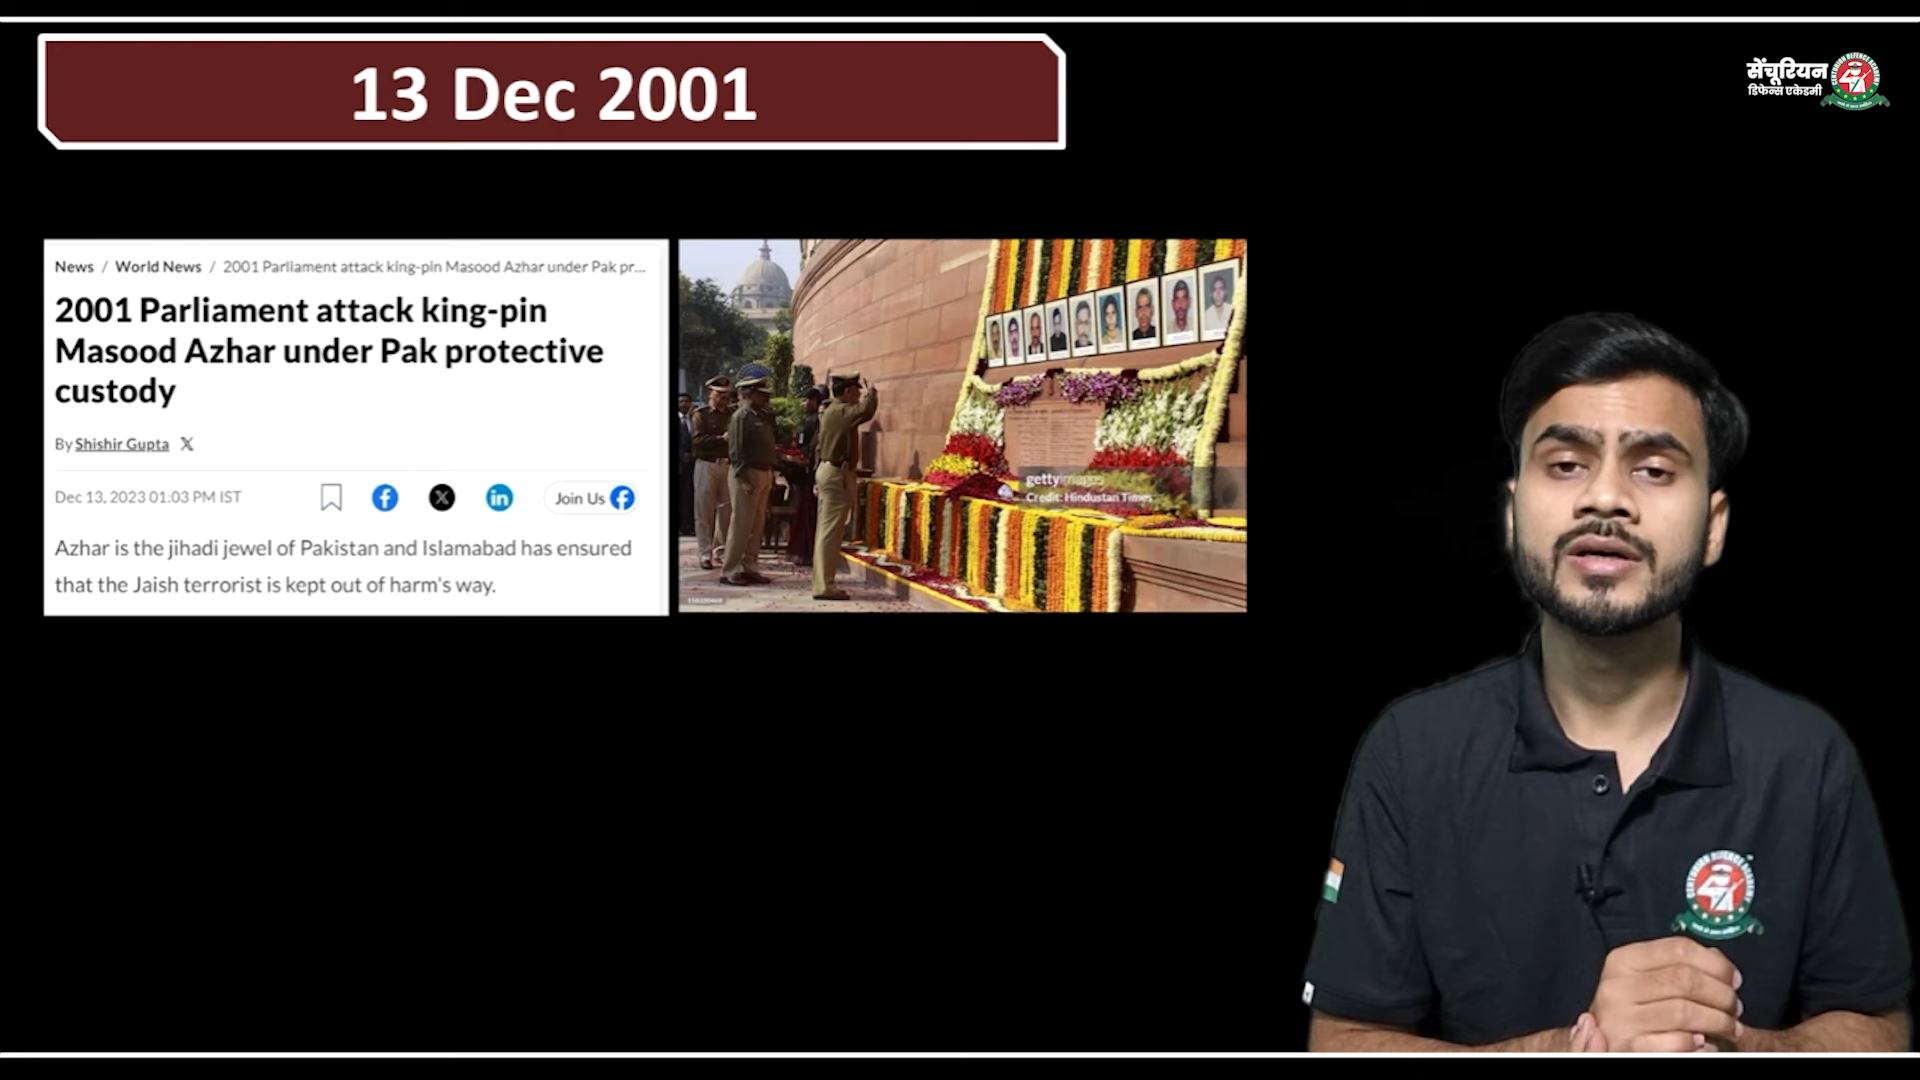 13 Dec 2001
सेंचूरियन
डिफेन्स एकेडमी
News / World News / 2001 Parliament attack king-pin Masood Azhar under Pak pr...
2001 Parliament attack king-pin
Masood Azhar under Pak protective
custody
By Shishir Gupta
Dec 13, 2023 01:03 PM IST
Join Us
Azhar is the jihadi jewel of Pakistan and Islamabad has ensured
that the Jaish terrorist is kept out of harm's way.
gettyimages
Credit: Hindustan Times
CENTURION DEFENCE ACADEMY